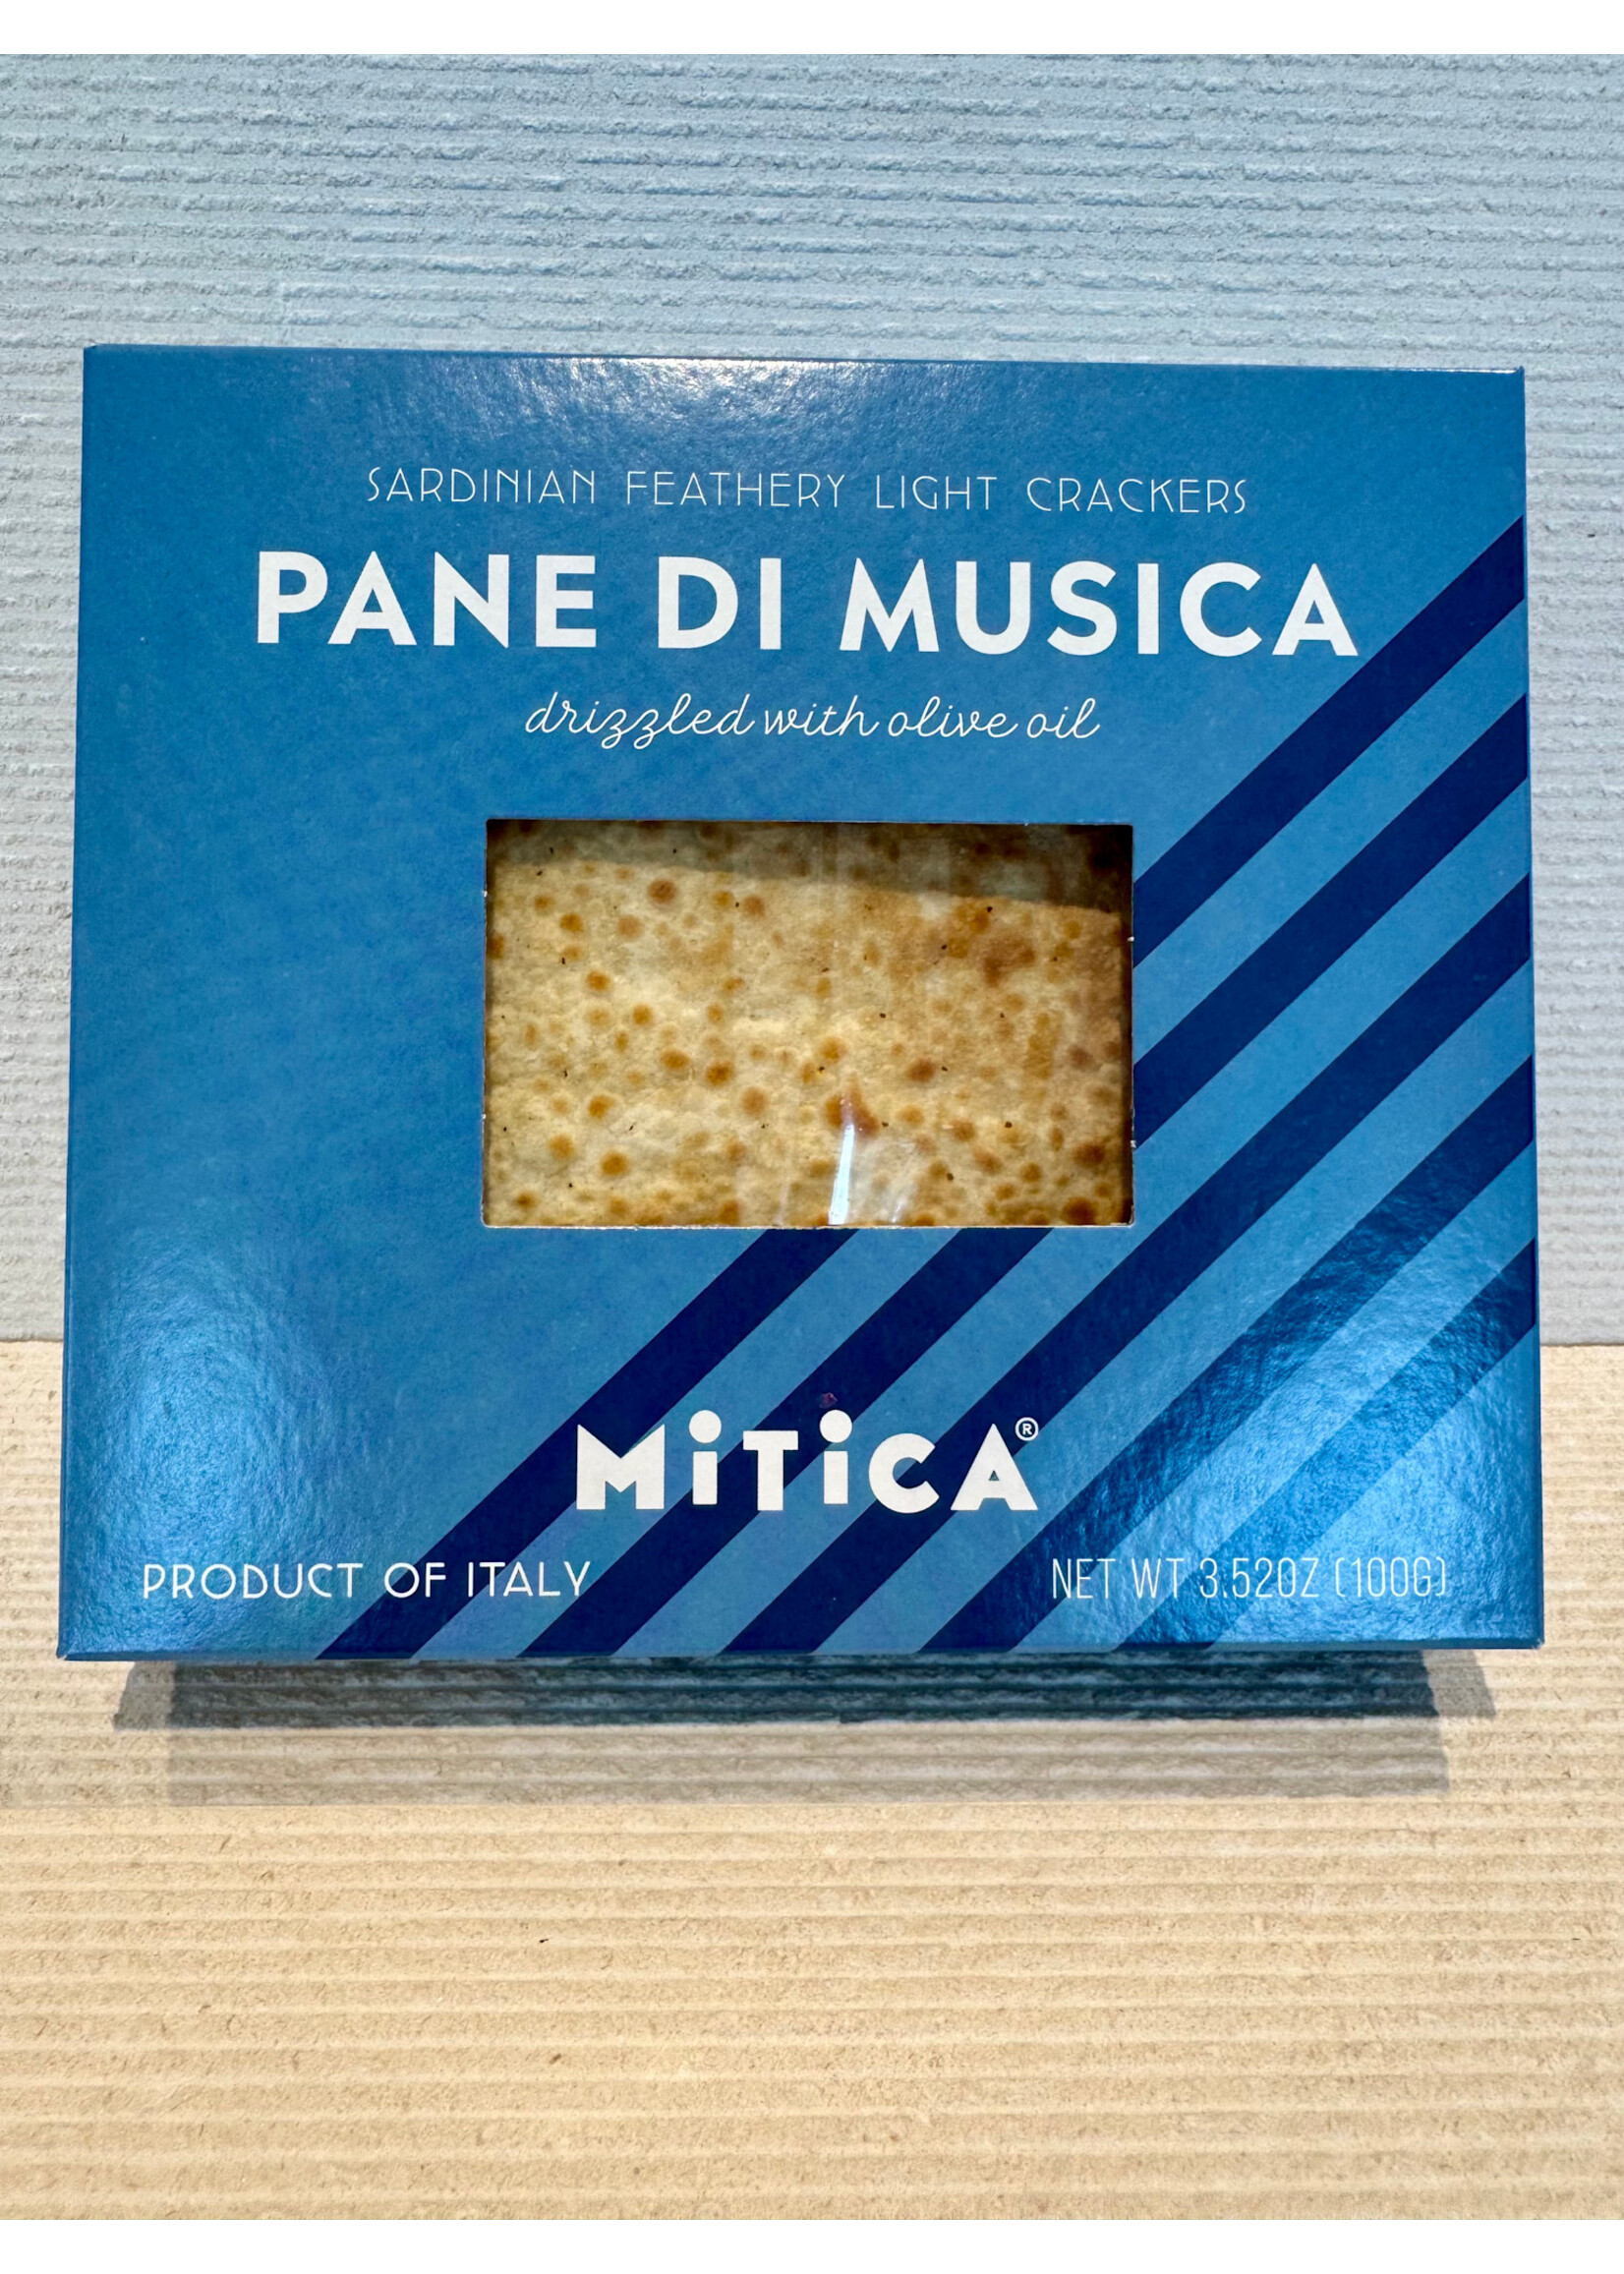 SARDINIAN FEATHERY LIGHT CRACKERS
PANE DI MUSICA
drizzled with olive oil
MiTiCA®
PRODUCT OF ITALY
NET WT 3.52OZ (100G)